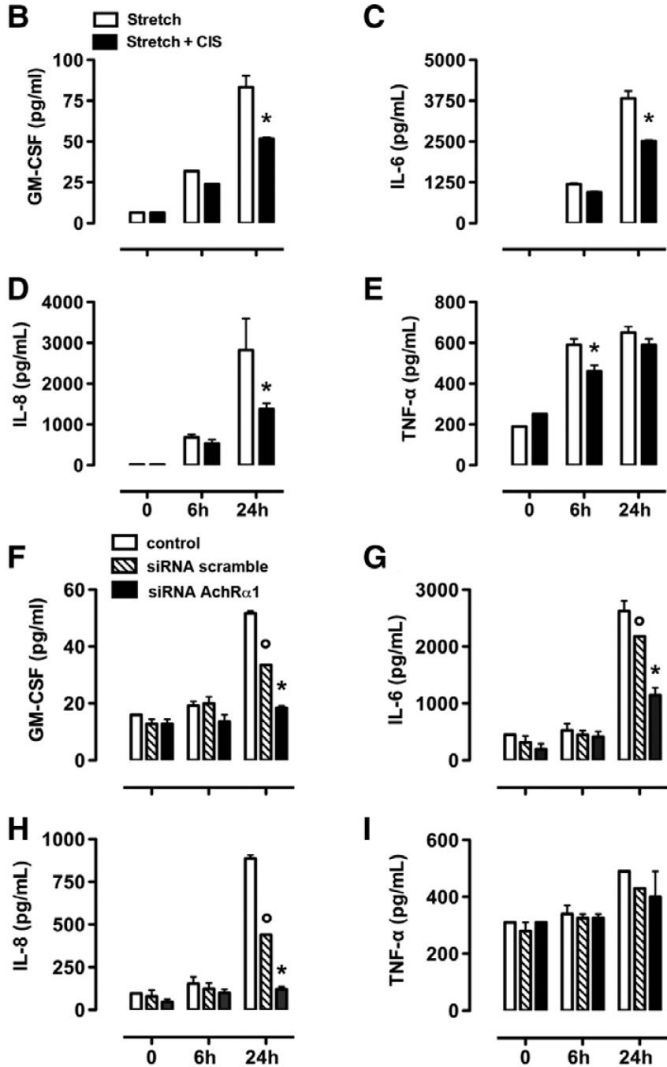 B
Stretch
Stretch + CIS
GM-CSF (pg/ml)
100
75
50
25
0
*
C
IL-6 (pg/mL)
5000
3750
2500
1250
0
*
D
IL-8 (pg/mL)
4000
3000
2000
1000
0
*
0 6h 24h
E
TNF-α (pg/mL)
800
600
400
200
0
*
0 6h 24h
F
control
siRNA scramble
siRNA AchRα1
GM-CSF (pg/ml)
60
40
20
0
*
G
IL-6 (pg/mL)
3000
2000
1000
0
*
H
IL-8 (pg/mL)
1000
750
500
250
0
*
0 6h 24h
I
TNF-α (pg/mL)
600
400
200
0
0 6h 24h